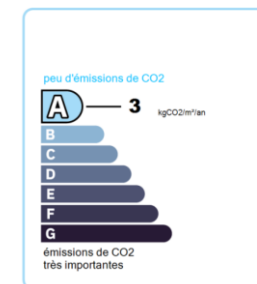 peu d'émissions de CO2
A 3 kgCO2/m²/an
B
C
D
E
F
G
émissions de CO2
très importantes